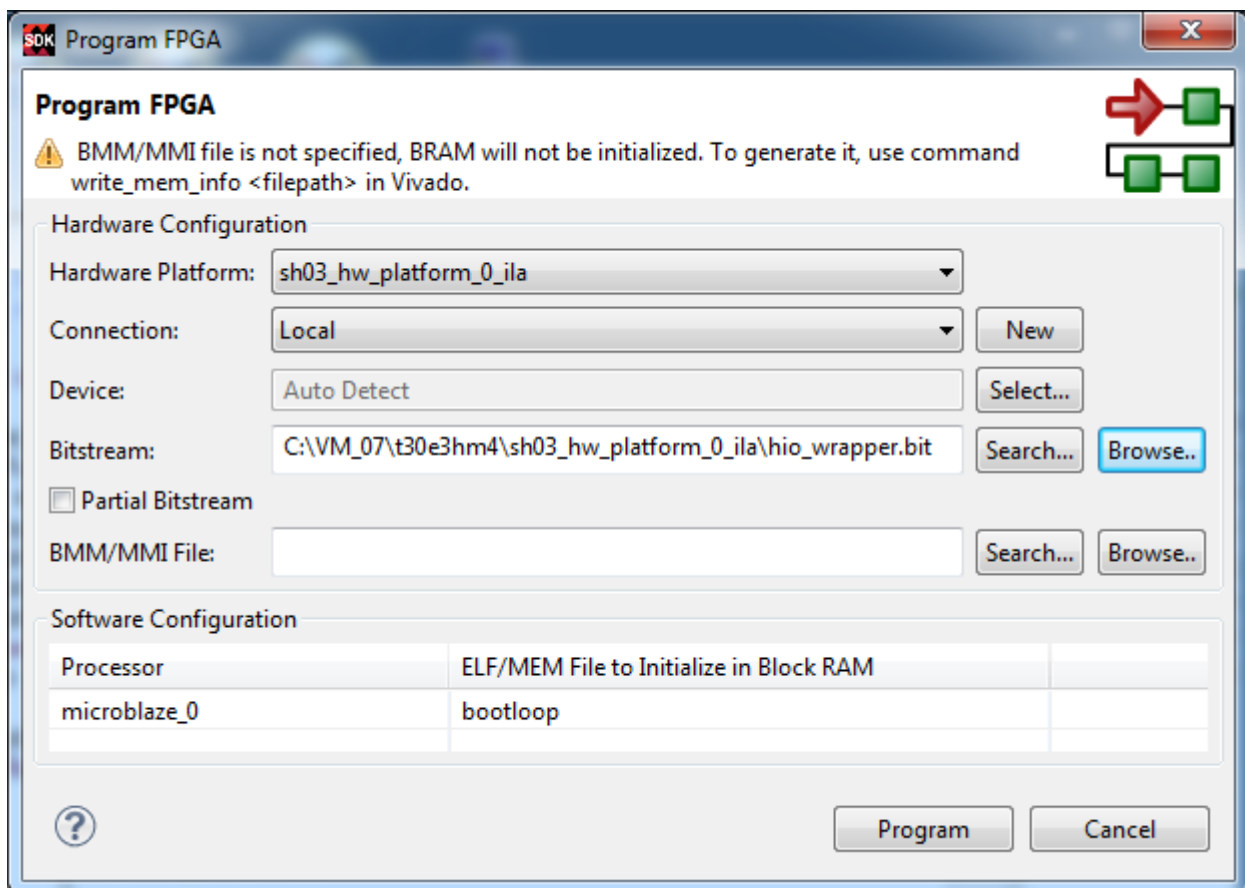 SDK Program FPGA
Program FPGA
BMM/MMI file is not specified, BRAM will not be initialized. To generate it, use command
write_mem_info <filepath> in Vivado.
Hardware Configuration
Hardware Platform: sh03_hw_platform_0_ila
Connection: Local New
Device: Auto Detect Select...
Bitstream: C:\VM_07\t30e3hm4\sh03_hw_platform_0_ila\hio_wrapper.bit Search... Browse..
Partial Bitstream
BMM/MMI File: Search... Browse..
Software Configuration
Processor ELF/MEM File to Initialize in Block RAM
microblaze_0 bootloop
? Program Cancel